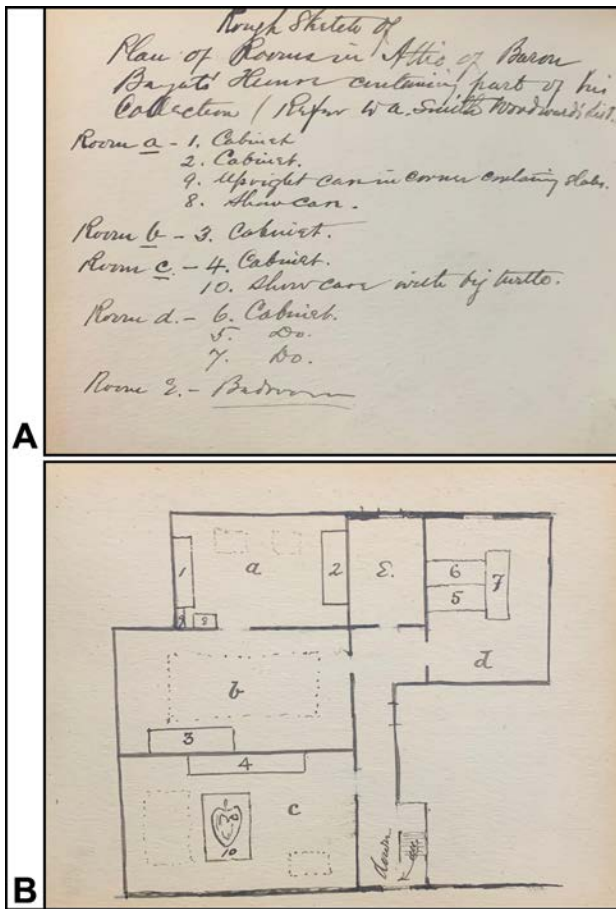 Rough Sketch of
Plan of Rooms in Attic of Baron
Bayets' House containing part of his
Collection ( Refer to A. Smith Woodward's list.
Room a - 1. Cabinet
2. Cabinet.
9. Upright case in corner containing slabs.
8. Show case.
Room b - 3. Cabinet.
Room c. - 4. Cabinet.
10. Show case with big turtle.
Room d. - 6. Cabinet.
5. Do.
7. Do.
Room E. - Bedroom
A
1
a
2
E.
6
7
5
9
8
d
b
3
4
c
10
down
B